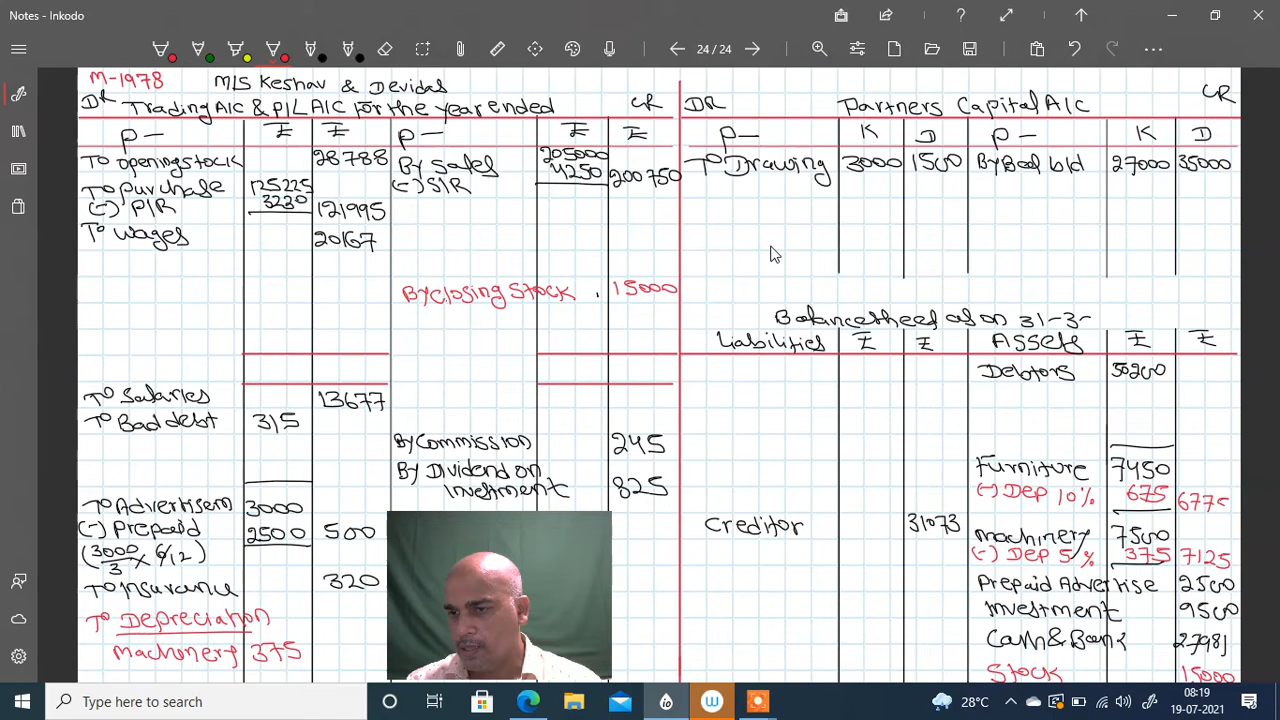 Notes - Inkodo
24/24
M-1978 M/S Keshav & Devidas
DR Trading A/C & P/L A/C for the year ended CR
P— ₹ ₹ P— ₹ ₹
To openingstock 28788 By Sales 205000
(-) S/R 4250 200750
To purchase 125225
(-) P/R 3230 121995
To wages 20167
By Closing Stock 15000
To Salaries 13677
To Bad debt 315
By Commission 245
By Dividend on
Investment 825
To Advertisem 3000
(-) Prepaid 2500 500
(3000/3 x 6/12)
To Insurance 320
To Depreciation
machinery 375
DR Partners Capital A/C CR
P— K D P— K D
To Drawing 3000 1500 By Bal b/d 27000 35000
Balancesheet as on 31-3-
Liabilities ₹ ₹ Assets ₹ ₹
Debtors 50200
Furniture 7450
(-) Dep 10% 675 6775
Creditor 31073
machinery 7500
(-) Dep 5% 375 7125
Prepaid Advertise 2500
Investment 9500
Cash & Bank 27981
Stock 15000
Type here to search
28°C
08:19
19-07-2021